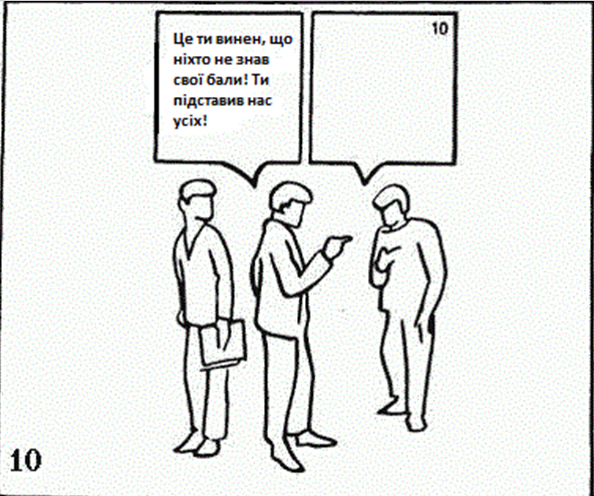 Це ти винен, що
ніхто не знав
свої бали! Ти
підставив нас
усіх!
10
10